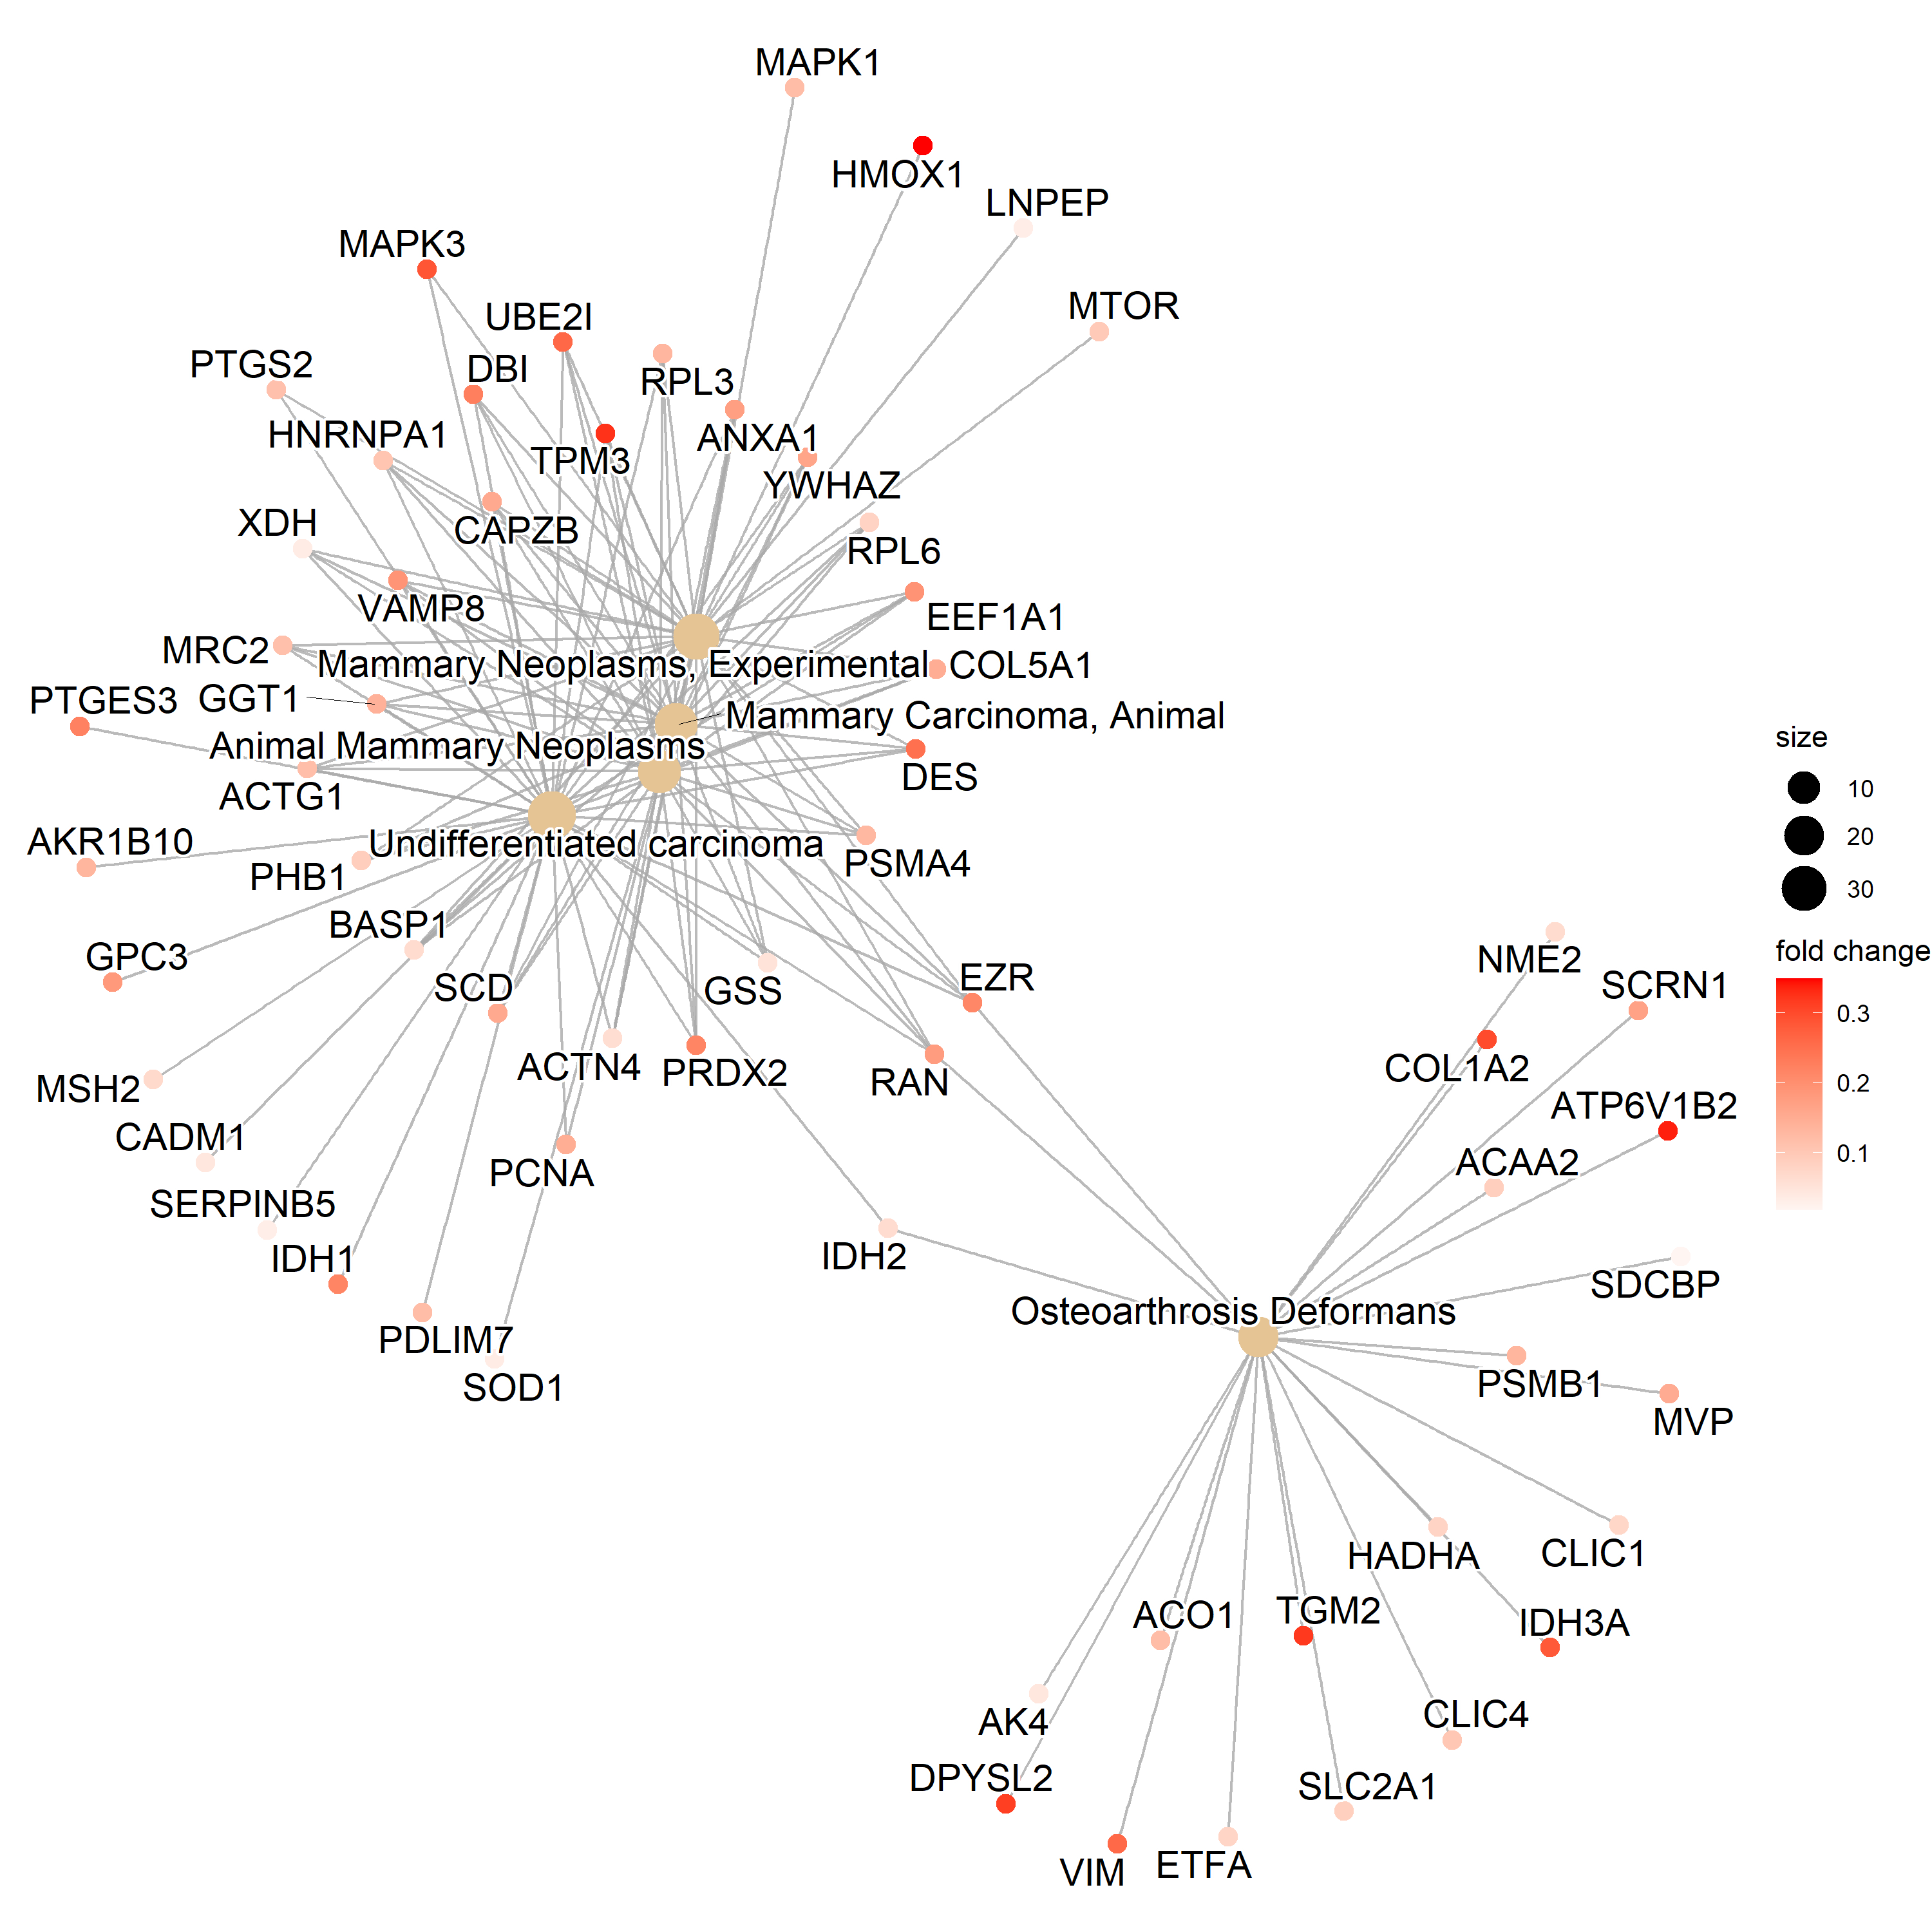 MAPK1
HMOX1
LNPEP
MAPK3
MTOR
UBE2I
DBI
PTGS2
RPL3
HNRNPA1
ANXA1
TPM3
YWHAZ
XDH
CAPZB
RPL6
VAMP8
EEF1A1
MRC2
Mammary Neoplasms, Experimental
COL5A1
PTGES3
GGT1
Mammary Carcinoma, Animal
Animal Mammary Neoplasms
DES
ACTG1
AKR1B10
Undifferentiated carcinoma
PSMA4
PHB1
BASP1
GPC3
SCD
GSS
EZR
NME2
SCRN1
MSH2
ACTN4
PRDX2
RAN
COL1A2
ATP6V1B2
CADM1
PCNA
ACAA2
SERPINB5
IDH1
IDH2
SDCBP
Osteoarthrosis Deformans
PDLIM7
SOD1
PSMB1
MVP
HADHA
CLIC1
ACO1
TGM2
IDH3A
AK4
CLIC4
DPYSL2
SLC2A1
VIM
ETFA
size
10
20
30
fold change
0.3
0.2
0.1